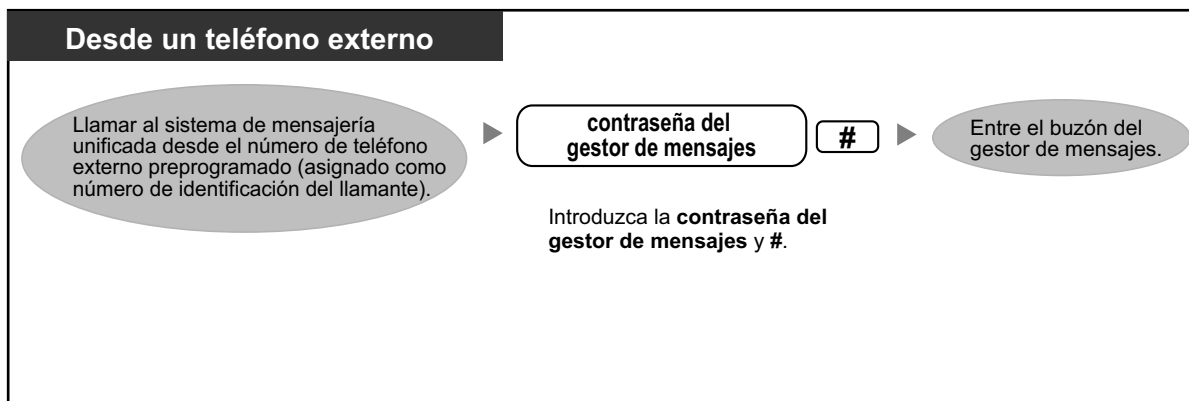 Desde un teléfono externo
Llamar al sistema de mensajería
unificada desde el número de teléfono
externo preprogramado (asignado como
número de identificación del llamante).
contraseña del
gestor de mensajes
#
Introduzca la contraseña del
gestor de mensajes y #.
Entre el buzón del
gestor de mensajes.